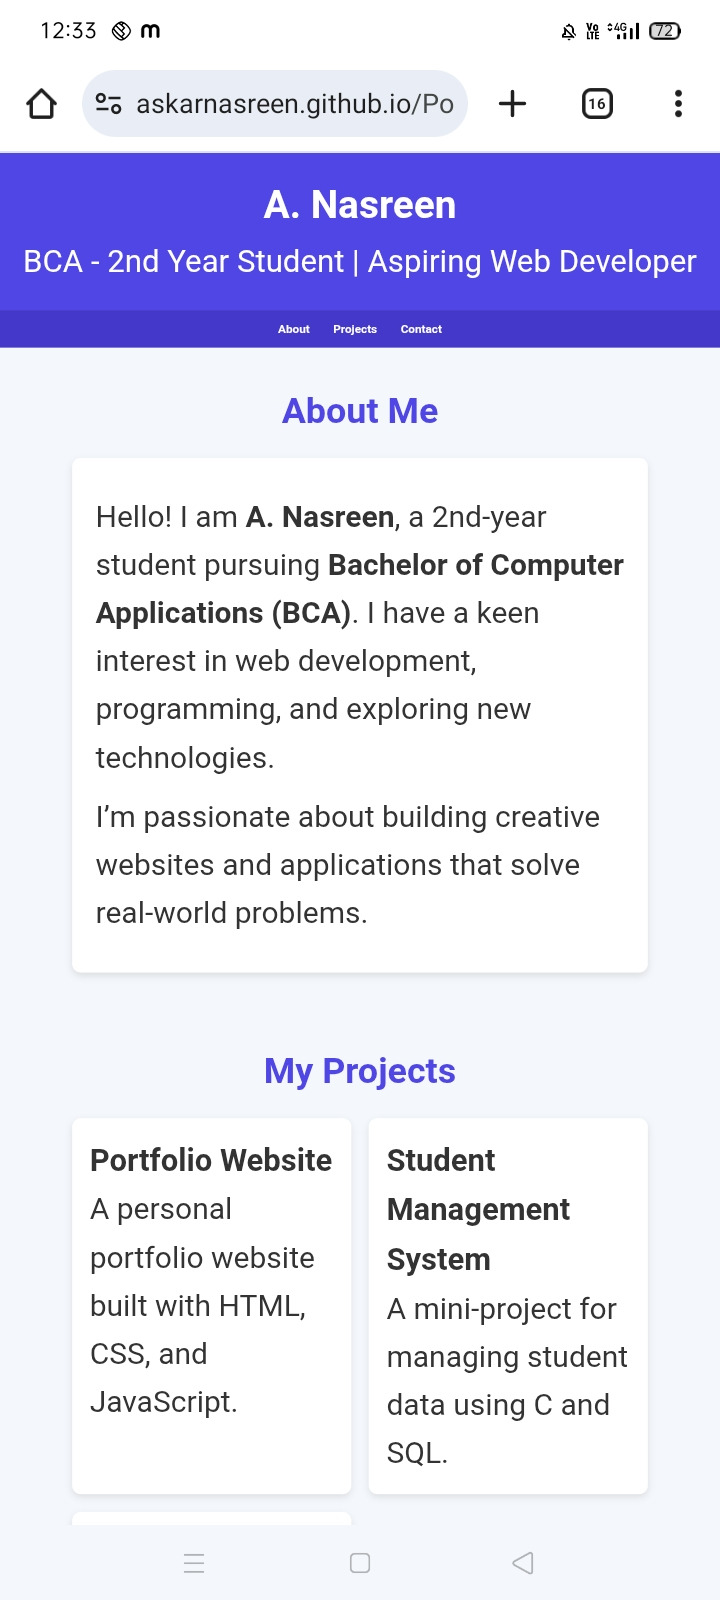 12:33
Vo LTE 4G 72
askarnasreen.github.io/Po
16
A. Nasreen
BCA - 2nd Year Student | Aspiring Web Developer
About Projects Contact
About Me
Hello! I am A. Nasreen, a 2nd-year
student pursuing Bachelor of Computer
Applications (BCA). I have a keen
interest in web development,
programming, and exploring new
technologies.
I’m passionate about building creative
websites and applications that solve
real-world problems.
My Projects
Portfolio Website
A personal
portfolio website
built with HTML,
CSS, and
JavaScript.
Student
Management
System
A mini-project for
managing student
data using C and
SQL.